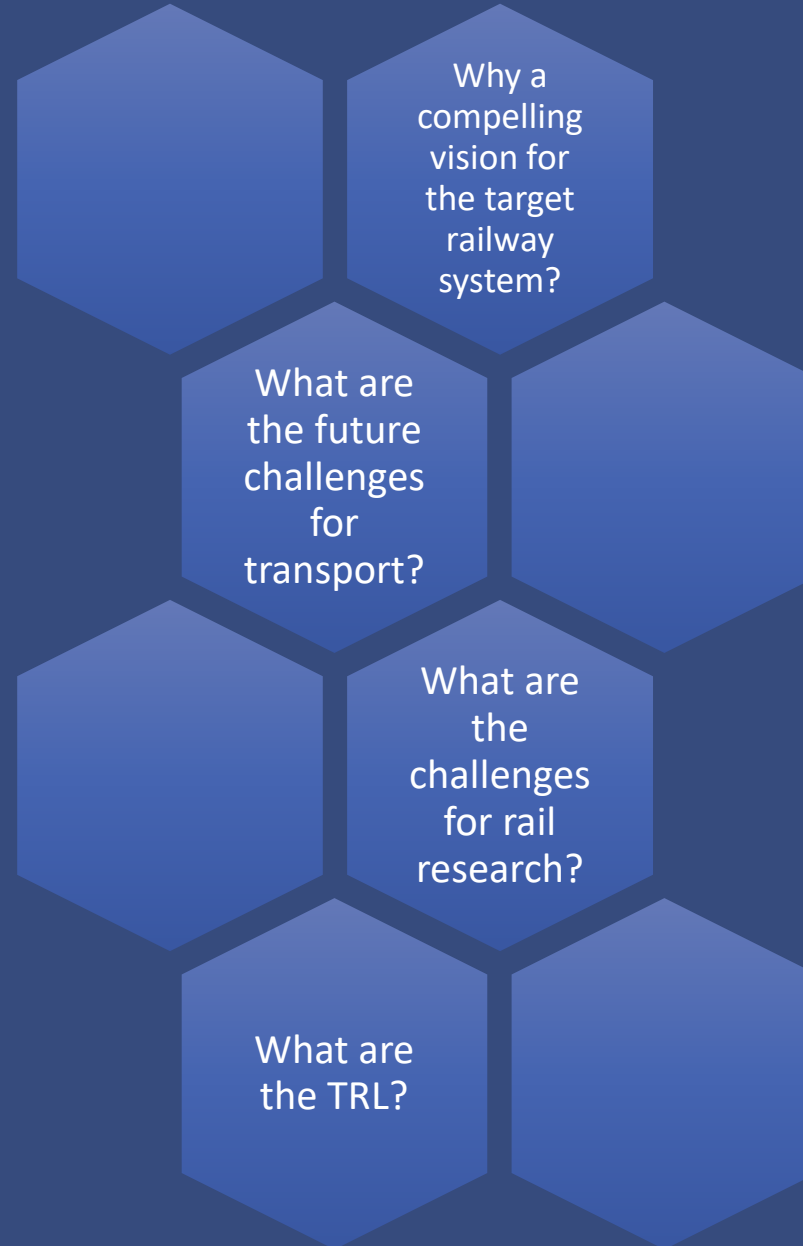 Why a
compelling
vision for
the target
railway
system?
What are
the future
challenges
for
transport?
What are
the
challenges
for rail
research?
What are
the TRL?